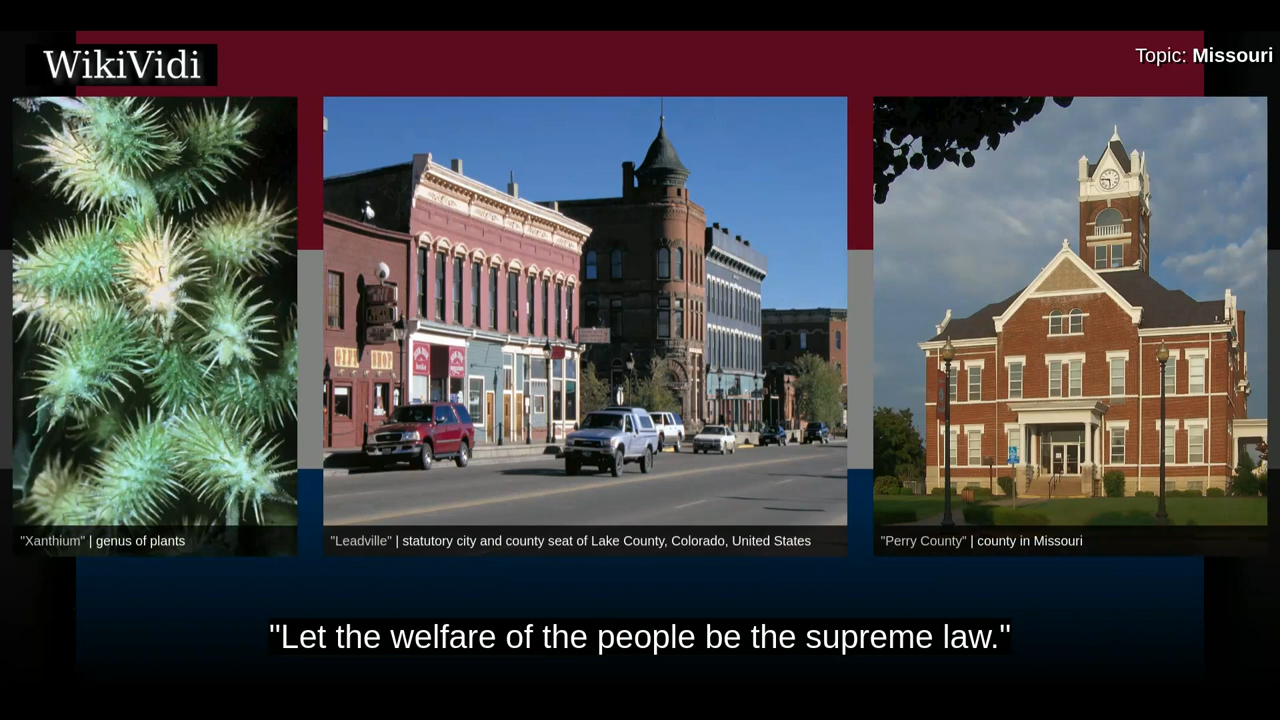 WikiVidi
Topic: Missouri
"Xanthium" | genus of plants
"Leadville" | statutory city and county seat of Lake County, Colorado, United States
"Perry County" | county in Missouri
"Let the welfare of the people be the supreme law."